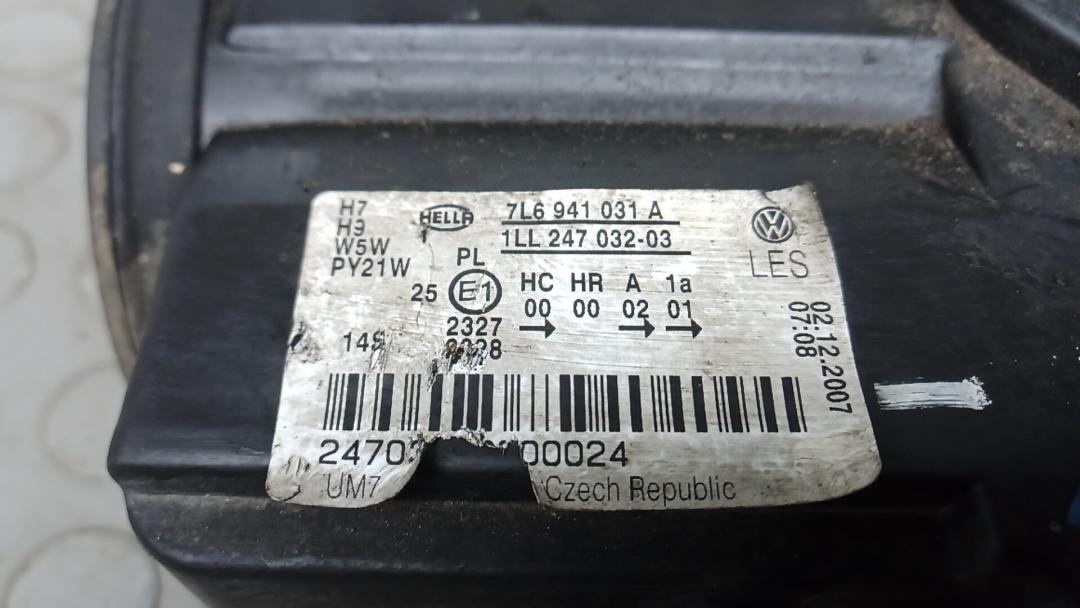 H7
H9
W5W
PY21W
HELLA
7L6 941 031 A
1LL 247 032-03
VW
LES
PL
25 E1
HC HR A 1a
00 00 02 01
2327
02.12.2007
07:08
Czech Republic
UM7
00024